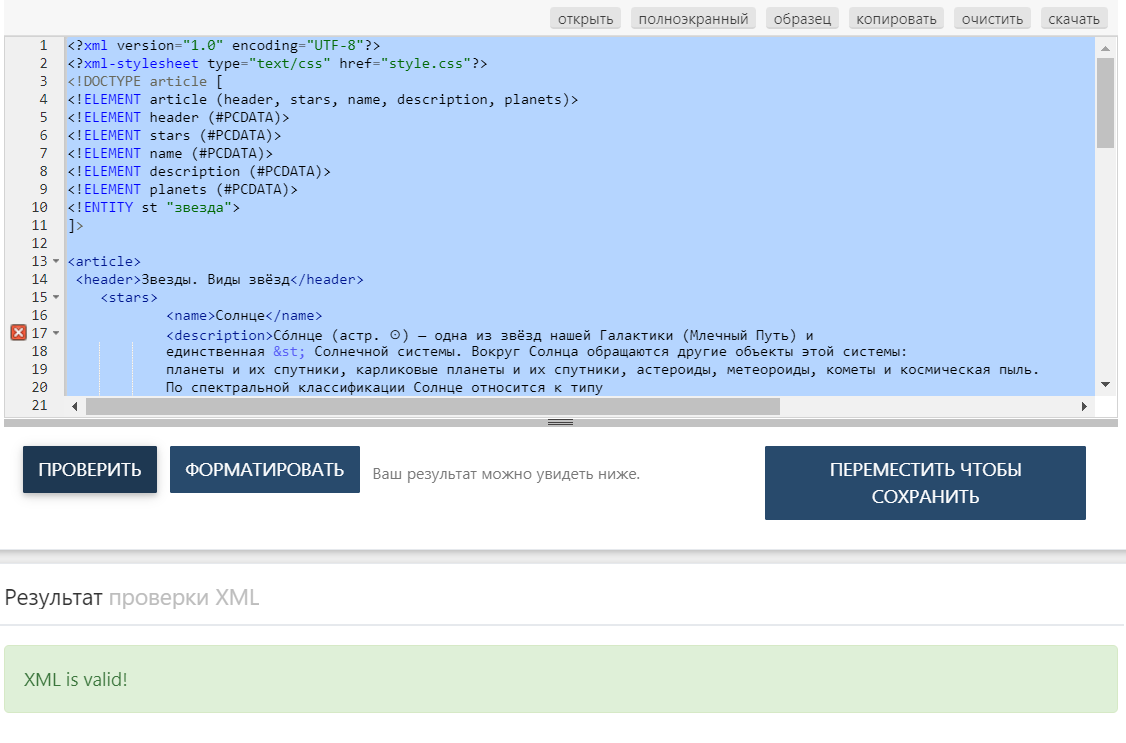 открыть полноэкранный образец копировать очистить скачать
1 <?xml version="1.0" encoding="UTF-8"?>
2 <?xml-stylesheet type="text/css" href="style.css"?>
3 <!DOCTYPE article [
4 <!ELEMENT article (header, stars, name, description, planets)>
5 <!ELEMENT header (#PCDATA)>
6 <!ELEMENT stars (#PCDATA)>
7 <!ELEMENT name (#PCDATA)>
8 <!ELEMENT description (#PCDATA)>
9 <!ELEMENT planets (#PCDATA)>
10 <!ENTITY st "звезда">
11 ]>
12
13 <article>
14 <header>Звезды. Виды звёзд</header>
15 <stars>
16 <name>Солнце</name>
17 <description>Со́лнце (астр. ☉) — одна из звёзд нашей Галактики (Млечный Путь) и
18 единственная &st; Солнечной системы. Вокруг Солнца обращаются другие объекты этой системы:
19 планеты и их спутники, карликовые планеты и их спутники, астероиды, метеороиды, кометы и космическая пыль.
20 По спектральной классификации Солнце относится к типу
21
ПРОВЕРИТЬ ФОРМАТИРОВАТЬ Ваш результат можно увидеть ниже. ПЕРЕМЕСТИТЬ ЧТОБЫ
СОХРАНИТЬ
Результат проверки XML
XML is valid!